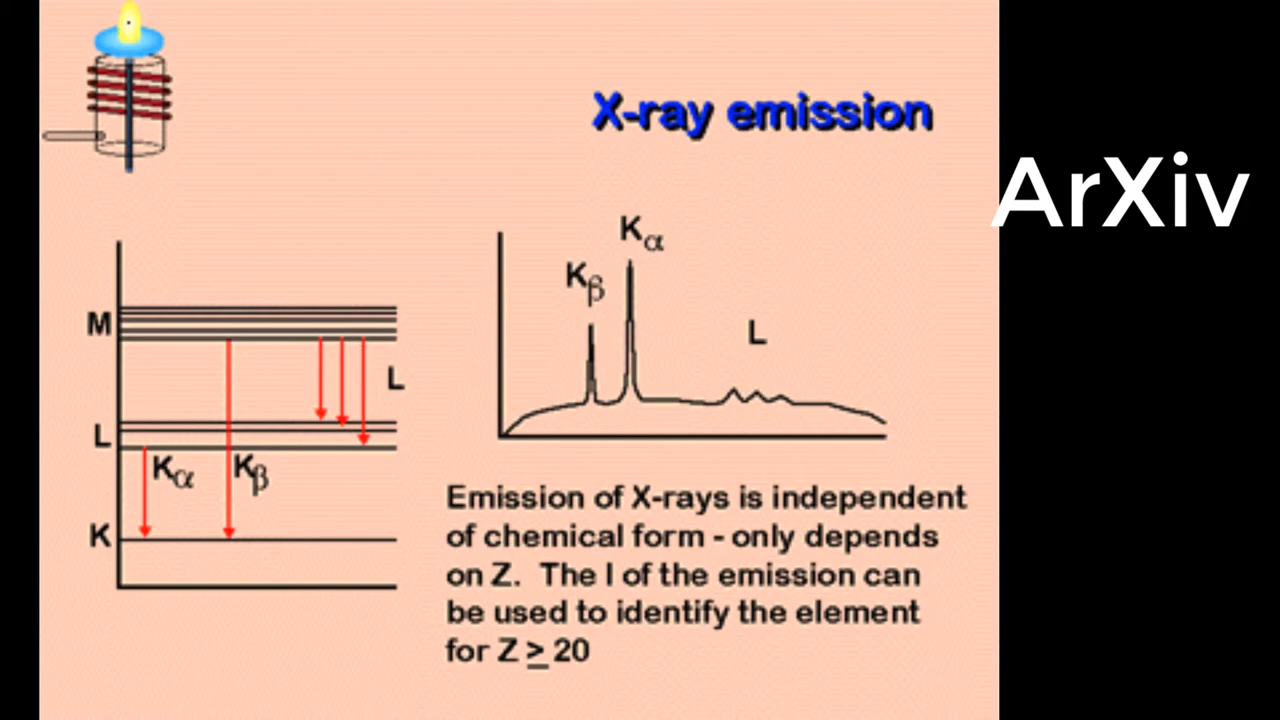 X-ray emission
ArXiv
M
L
K
L
Kα
Kβ
Kα
Kβ
L
Emission of X-rays is independent
of chemical form - only depends
on Z. The I of the emission can
be used to identify the element
for Z ≥ 20